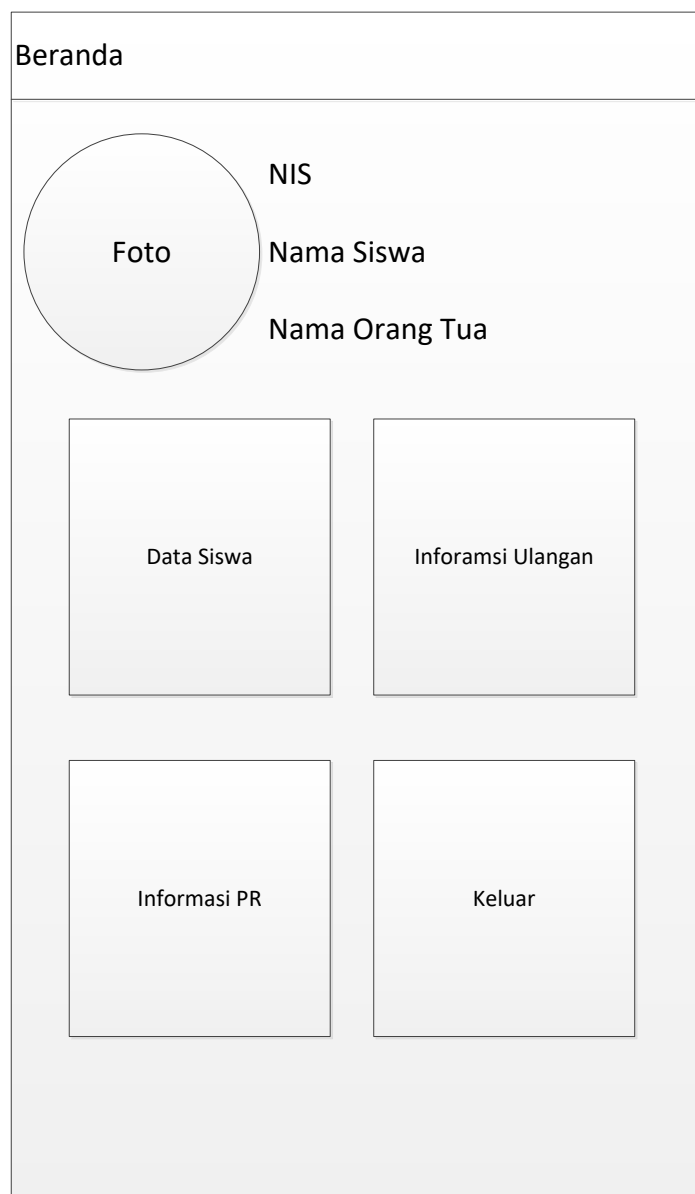 Beranda
NIS
Foto
Nama Siswa
Nama Orang Tua
Data Siswa
Inforamsi Ulangan
Informasi PR
Keluar